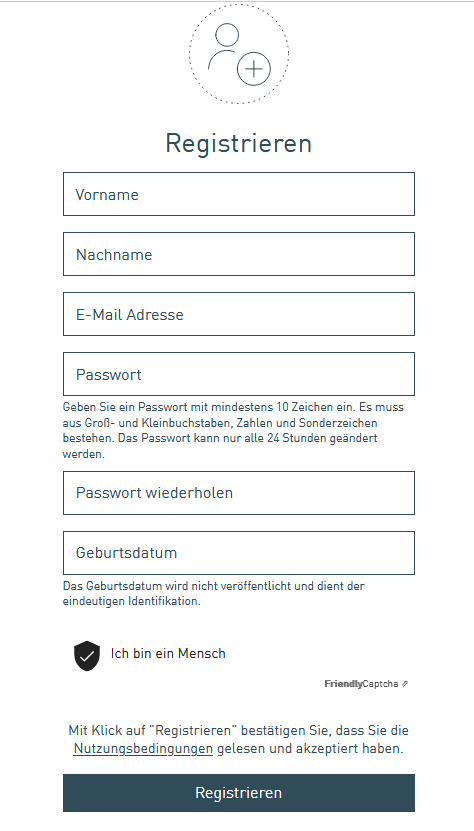 Registrieren
Vorname
Nachname
E-Mail Adresse
Passwort
Geben Sie ein Passwort mit mindestens 10 Zeichen ein. Es muss
aus Groß- und Kleinbuchstaben, Zahlen und Sonderzeichen
bestehen. Das Passwort kann nur alle 24 Stunden geändert
werden.
Passwort wiederholen
Geburtsdatum
Das Geburtsdatum wird nicht veröffentlicht und dient der
eindeutigen Identifikation.
Ich bin ein Mensch
FriendlyCaptcha ⇗
Mit Klick auf "Registrieren" bestätigen Sie, dass Sie die
Nutzungsbedingungen gelesen und akzeptiert haben.
Registrieren